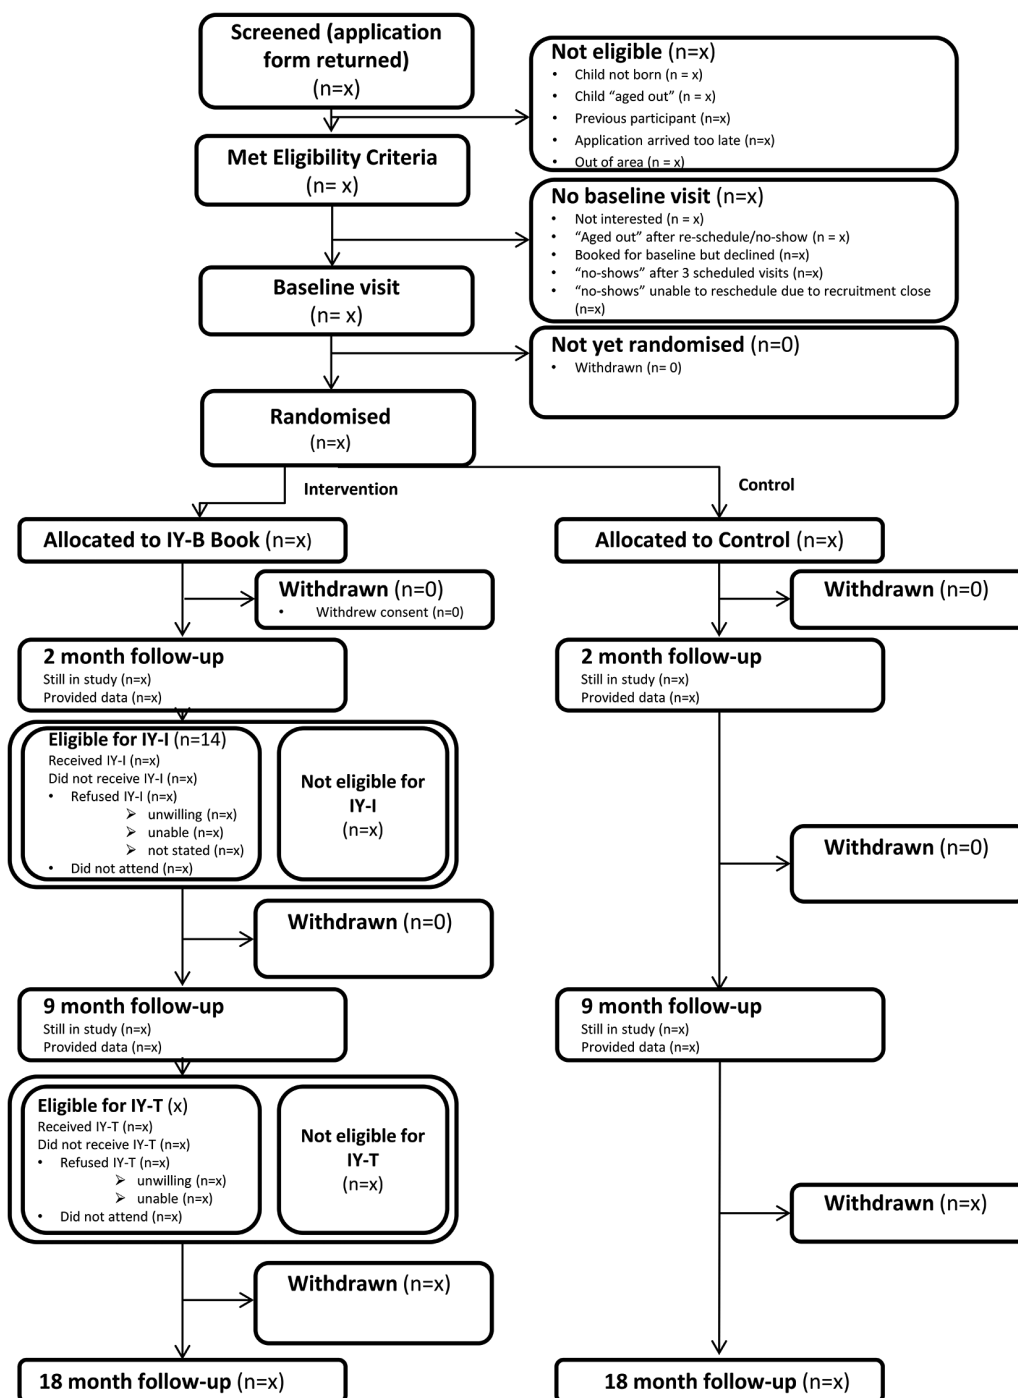 Screened (application
form returned)
(n=x)
Not eligible (n=x)
• Child not born (n = x)
• Child “aged out” (n = x)
• Previous participant (n=x)
• Application arrived too late (n=x)
• Out of area (n = x)
Met Eligibility Criteria
(n= x)
No baseline visit (n=x)
• Not interested (n = x)
• “Aged out” after re-schedule/no-show (n = x)
• Booked for baseline but declined (n=x)
• “no-shows” after 3 scheduled visits (n=x)
• “no-shows” unable to reschedule due to recruitment close
(n=x)
Baseline visit
(n= x)
Not yet randomised (n=0)
• Withdrawn (n= 0)
Randomised
(n=x)
Intervention
Control
Allocated to IY-B Book (n=x)
Allocated to Control (n=x)
Withdrawn (n=0)
• Withdrew consent (n=0)
Withdrawn (n=0)
2 month follow-up
Still in study (n=x)
Provided data (n=x)
2 month follow-up
Still in study (n=x)
Provided data (n=x)
Eligible for IY-I (n=14)
Received IY-I (n=x)
Did not receive IY-I (n=x)
• Refused IY-I (n=x)
➢ unwilling (n=x)
➢ unable (n=x)
➢ not stated (n=x)
• Did not attend (n=x)
Not eligible for
IY-I
(n=x)
Withdrawn (n=0)
Withdrawn (n=0)
9 month follow-up
Still in study (n=x)
Provided data (n=x)
9 month follow-up
Still in study (n=x)
Provided data (n=x)
Eligible for IY-T (x)
Received IY-T (n=x)
Did not receive IY-T (n=x)
• Refused IY-T (n=x)
➢ unwilling (n=x)
➢ unable (n=x)
• Did not attend (n=x)
Not eligible for
IY-T
(n=x)
Withdrawn (n=x)
Withdrawn (n=x)
18 month follow-up (n=x)
18 month follow-up (n=x)